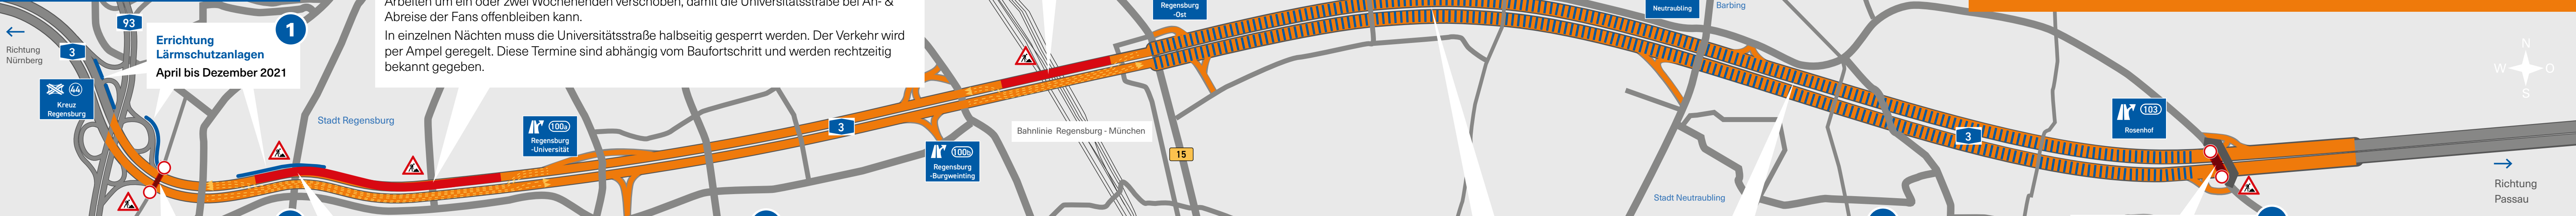 Arbeiten um ein oder zwei Wochenenden verschoben, damit die Universitätsstraße bei An- &
Abreise der Fans offenbleiben kann.
In einzelnen Nächten muss die Universitätsstraße halbseitig gesperrt werden. Der Verkehr wird
per Ampel geregelt. Diese Termine sind abhängig vom Baufortschritt und werden rechtzeitig
bekannt gegeben.
Richtung
Nürnberg
3
93
1
Errichtung
Lärmschutzanlagen
April bis Dezember 2021
44
Kreuz
Regensburg
Stadt Regensburg
100a
Regensburg
-Universität
3
100b
Regensburg
-Burgweinting
Bahnlinie Regensburg - München
Regensburg
-Ost
15
Neutraubling
Barbing
Stadt Neutraubling
3
103
Rosenhof
N
W O
S
Richtung
Passau